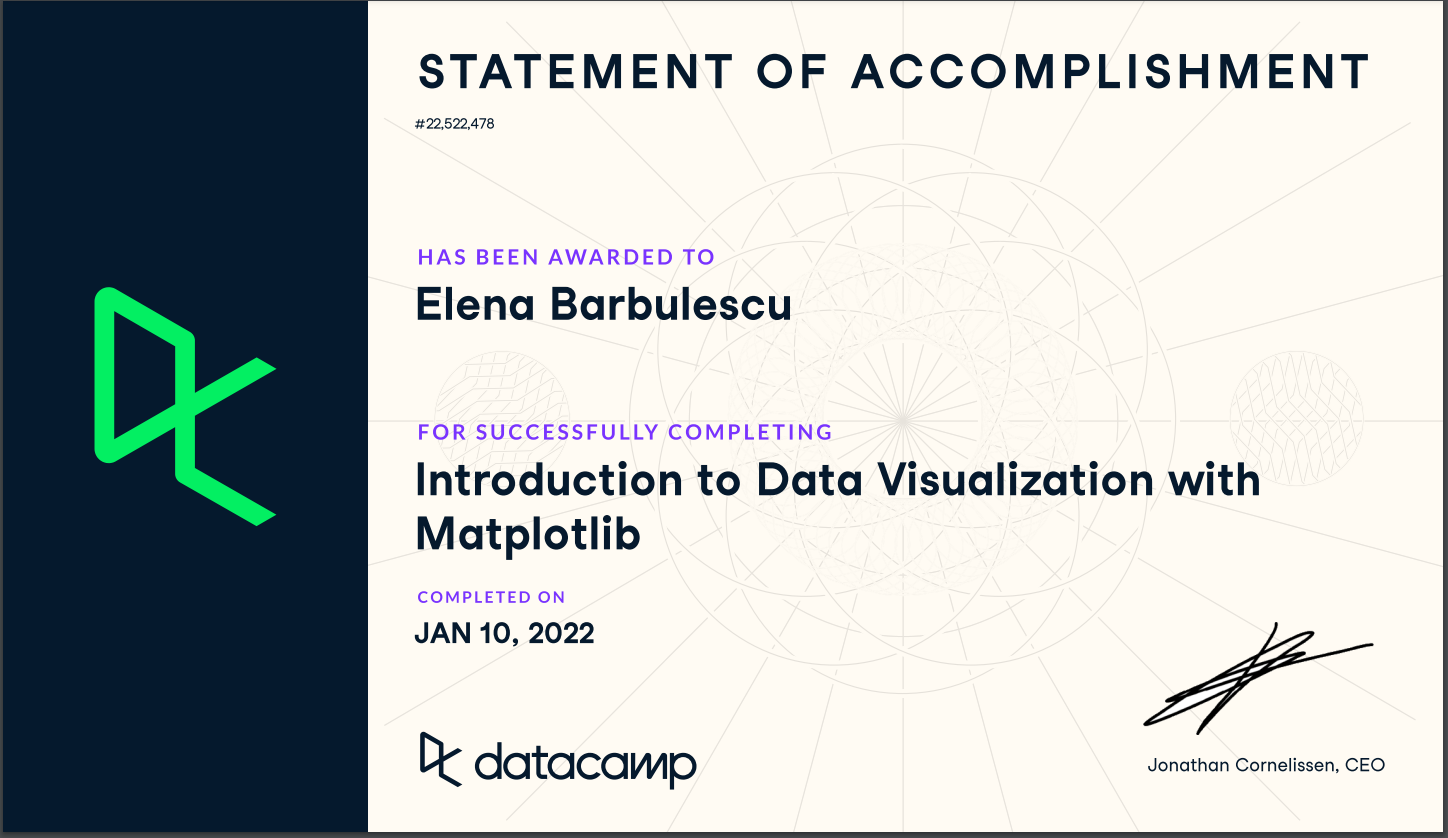 STATEMENT OF ACCOMPLISHMENT
#22,522,478
HAS BEEN AWARDED TO
Elena Barbulescu
FOR SUCCESSFULLY COMPLETING
Introduction to Data Visualization with
Matplotlib
COMPLETED ON
JAN 10, 2022
datacamp
Jonathan Cornelissen, CEO